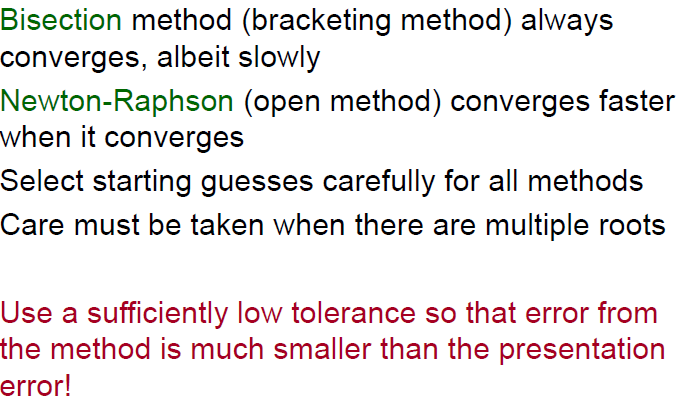 Bisection method (bracketing method) always
converges, albeit slowly
Newton-Raphson (open method) converges faster
when it converges
Select starting guesses carefully for all methods
Care must be taken when there are multiple roots
Use a sufficiently low tolerance so that error from
the method is much smaller than the presentation
error!